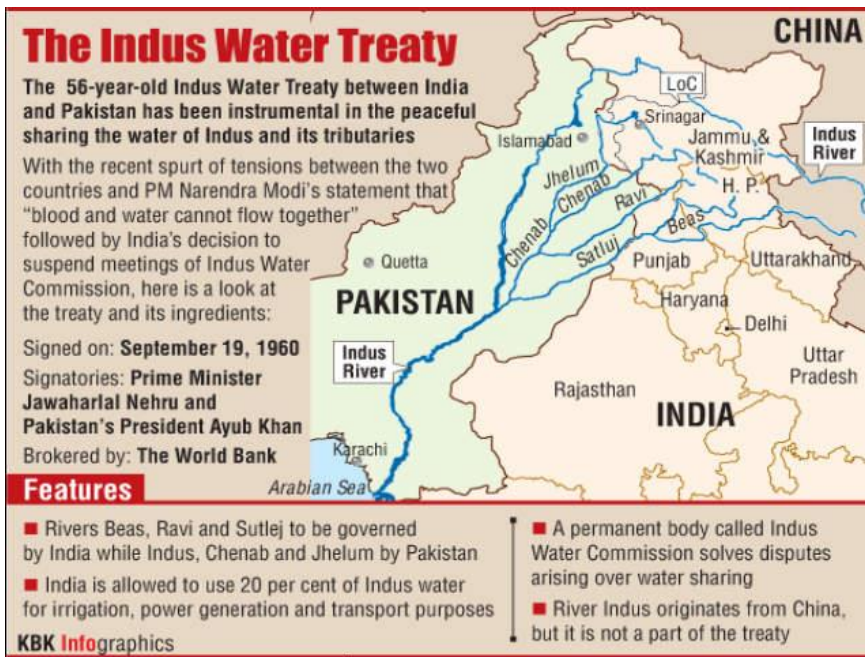 The Indus Water Treaty
The 56-year-old Indus Water Treaty between India
and Pakistan has been instrumental in the peaceful
sharing the water of Indus and its tributaries
With the recent spurt of tensions between the two
countries and PM Narendra Modi's statement that
"blood and water cannot flow together"
followed by India's decision to
suspend meetings of Indus Water
Commission, here is a look at
the treaty and its ingredients:
Signed on: September 19, 1960
Signatories: Prime Minister
Jawaharlal Nehru and
Pakistan's President Ayub Khan
Brokered by: The World Bank
CHINA
LoC
Srinagar
Islamabad
Jammu &
Kashmir
Indus
River
Jhelum
Chenab
Chenab
Ravi
H. P.
Beas
Satluj
Quetta
Punjab
Uttarakhand
PAKISTAN
Haryana
Delhi
Indus
River
Uttar
Pradesh
Rajasthan
INDIA
Karachi
Arabian Sea
Features
■ Rivers Beas, Ravi and Sutlej to be governed
by India while Indus, Chenab and Jhelum by Pakistan
■ India is allowed to use 20 per cent of Indus water
for irrigation, power generation and transport purposes
■ A permanent body called Indus
Water Commission solves disputes
arising over water sharing
■ River Indus originates from China,
but it is not a part of the treaty
KBK Infographics